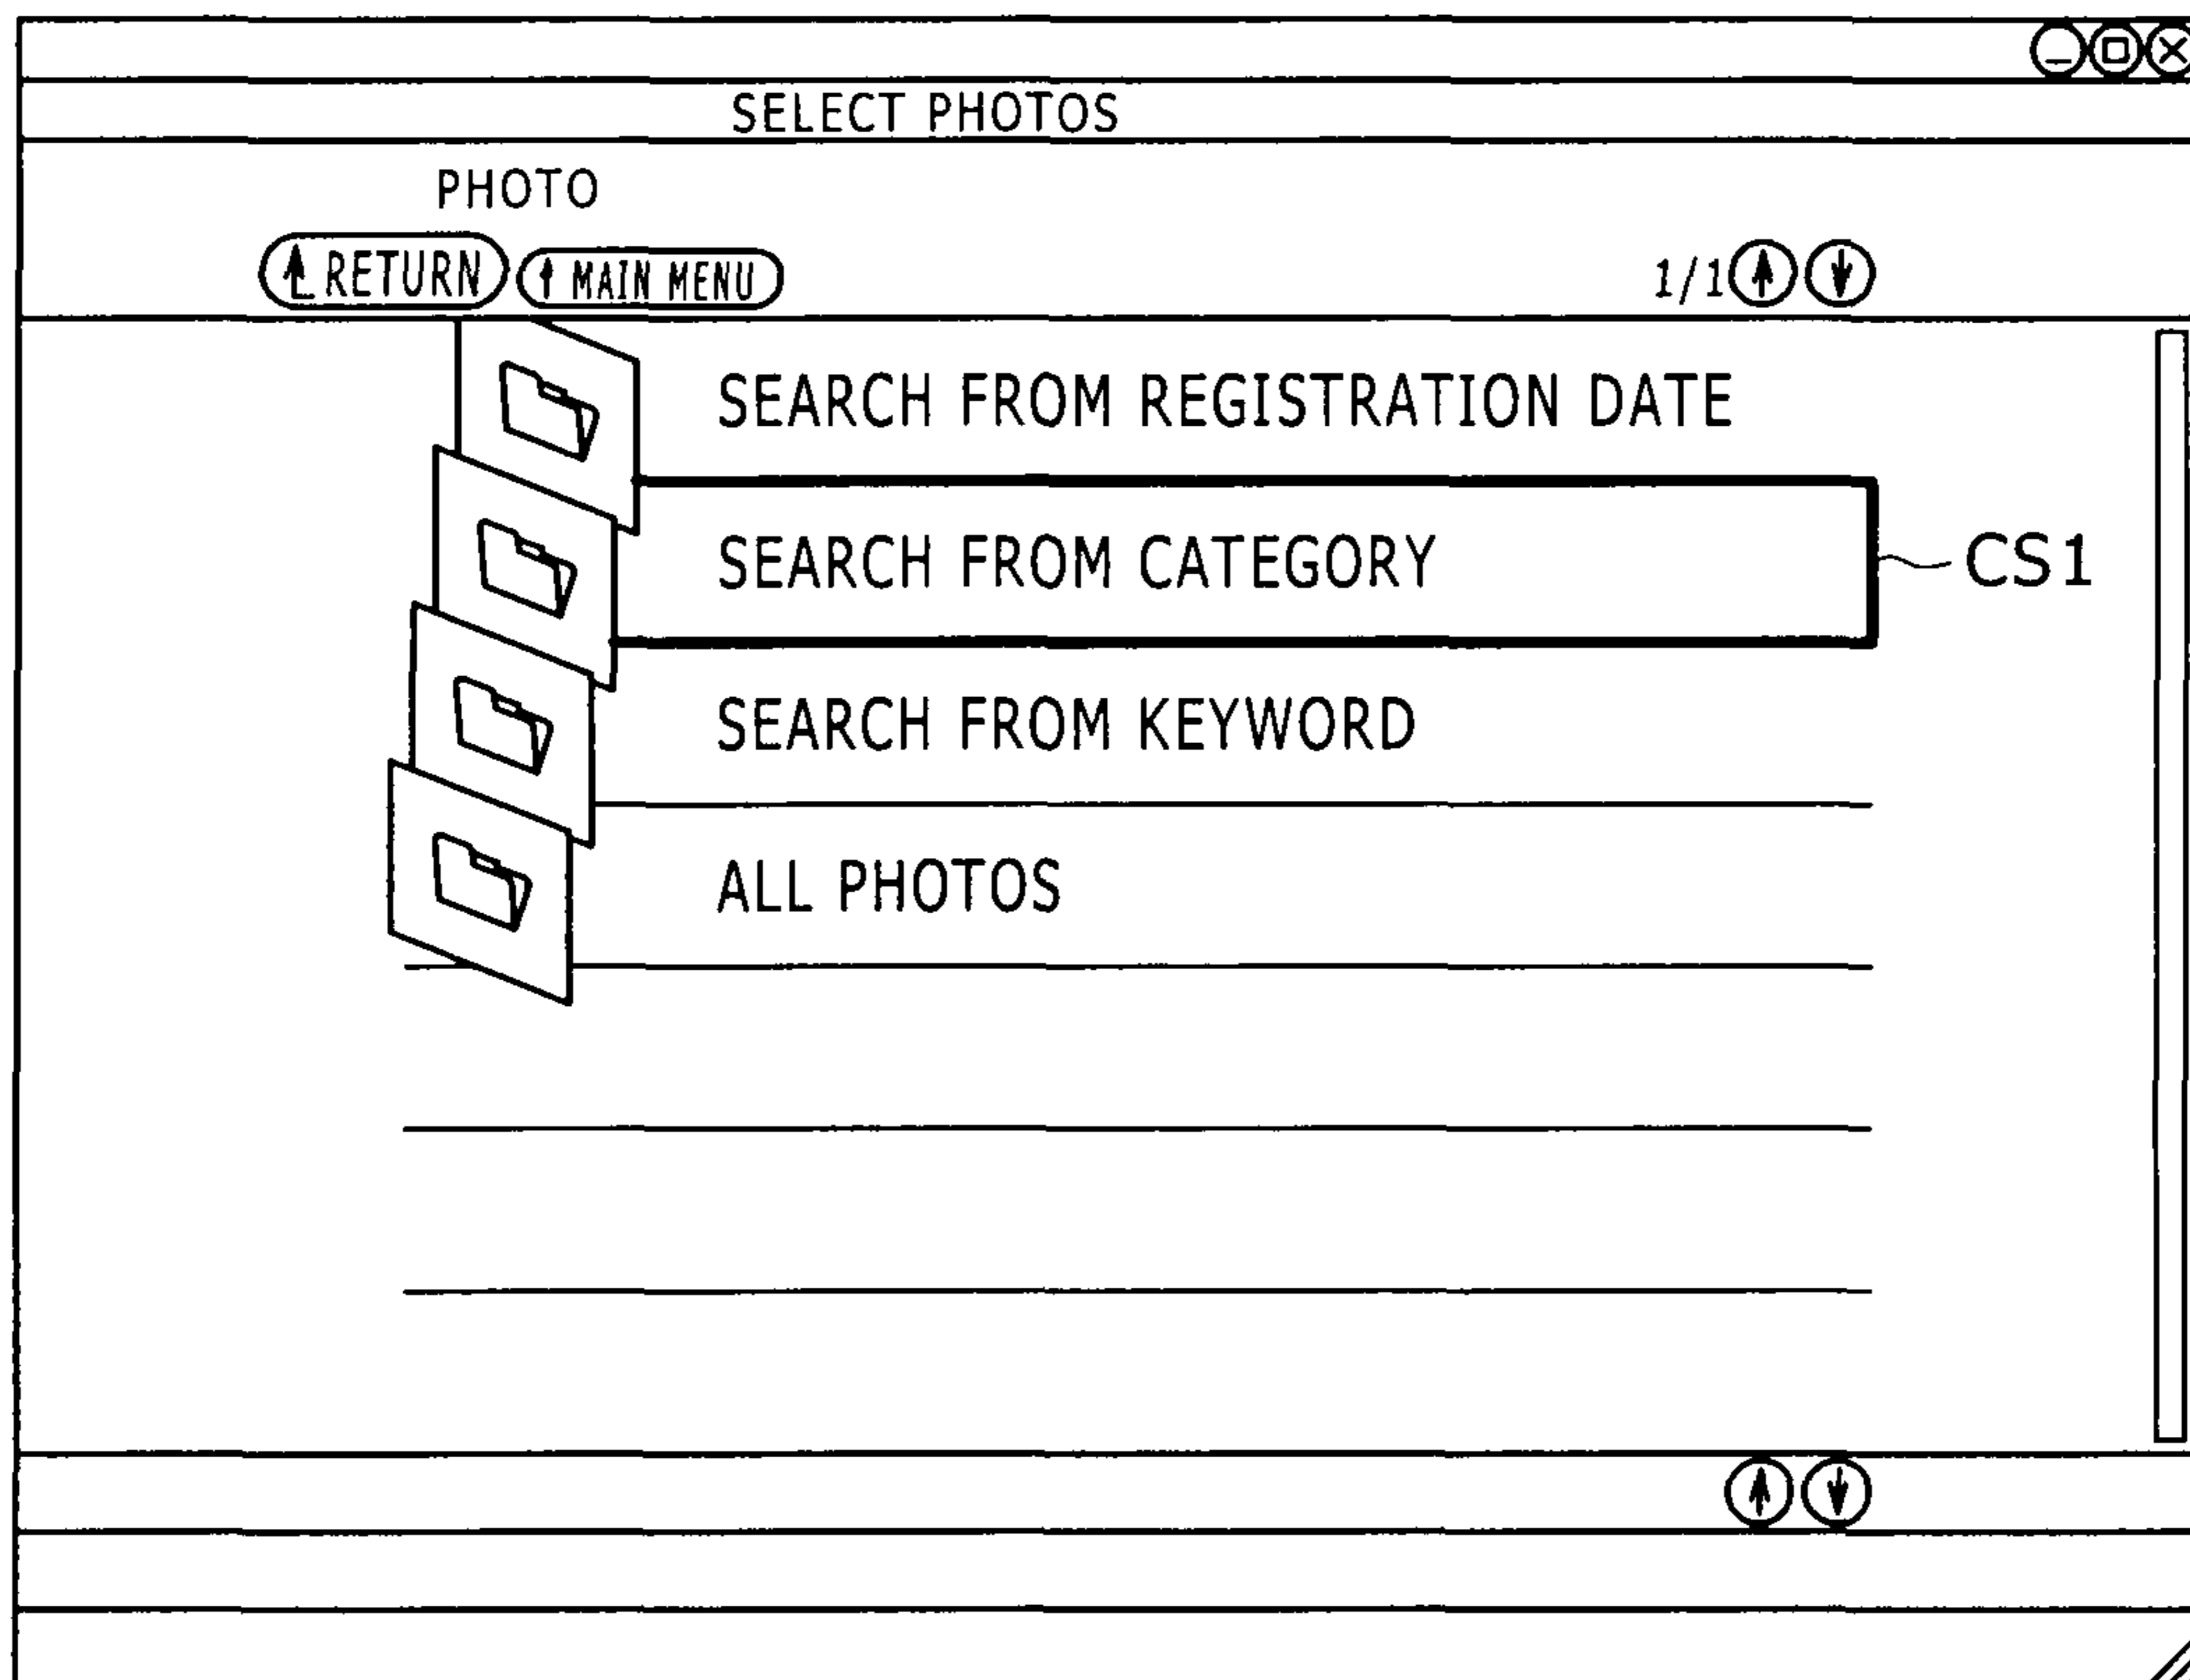 SELECT PHOTOS
PHOTO
RETURN MAIN MENU 1/1
SEARCH FROM REGISTRATION DATE
SEARCH FROM CATEGORY CS1
SEARCH FROM KEYWORD
ALL PHOTOS